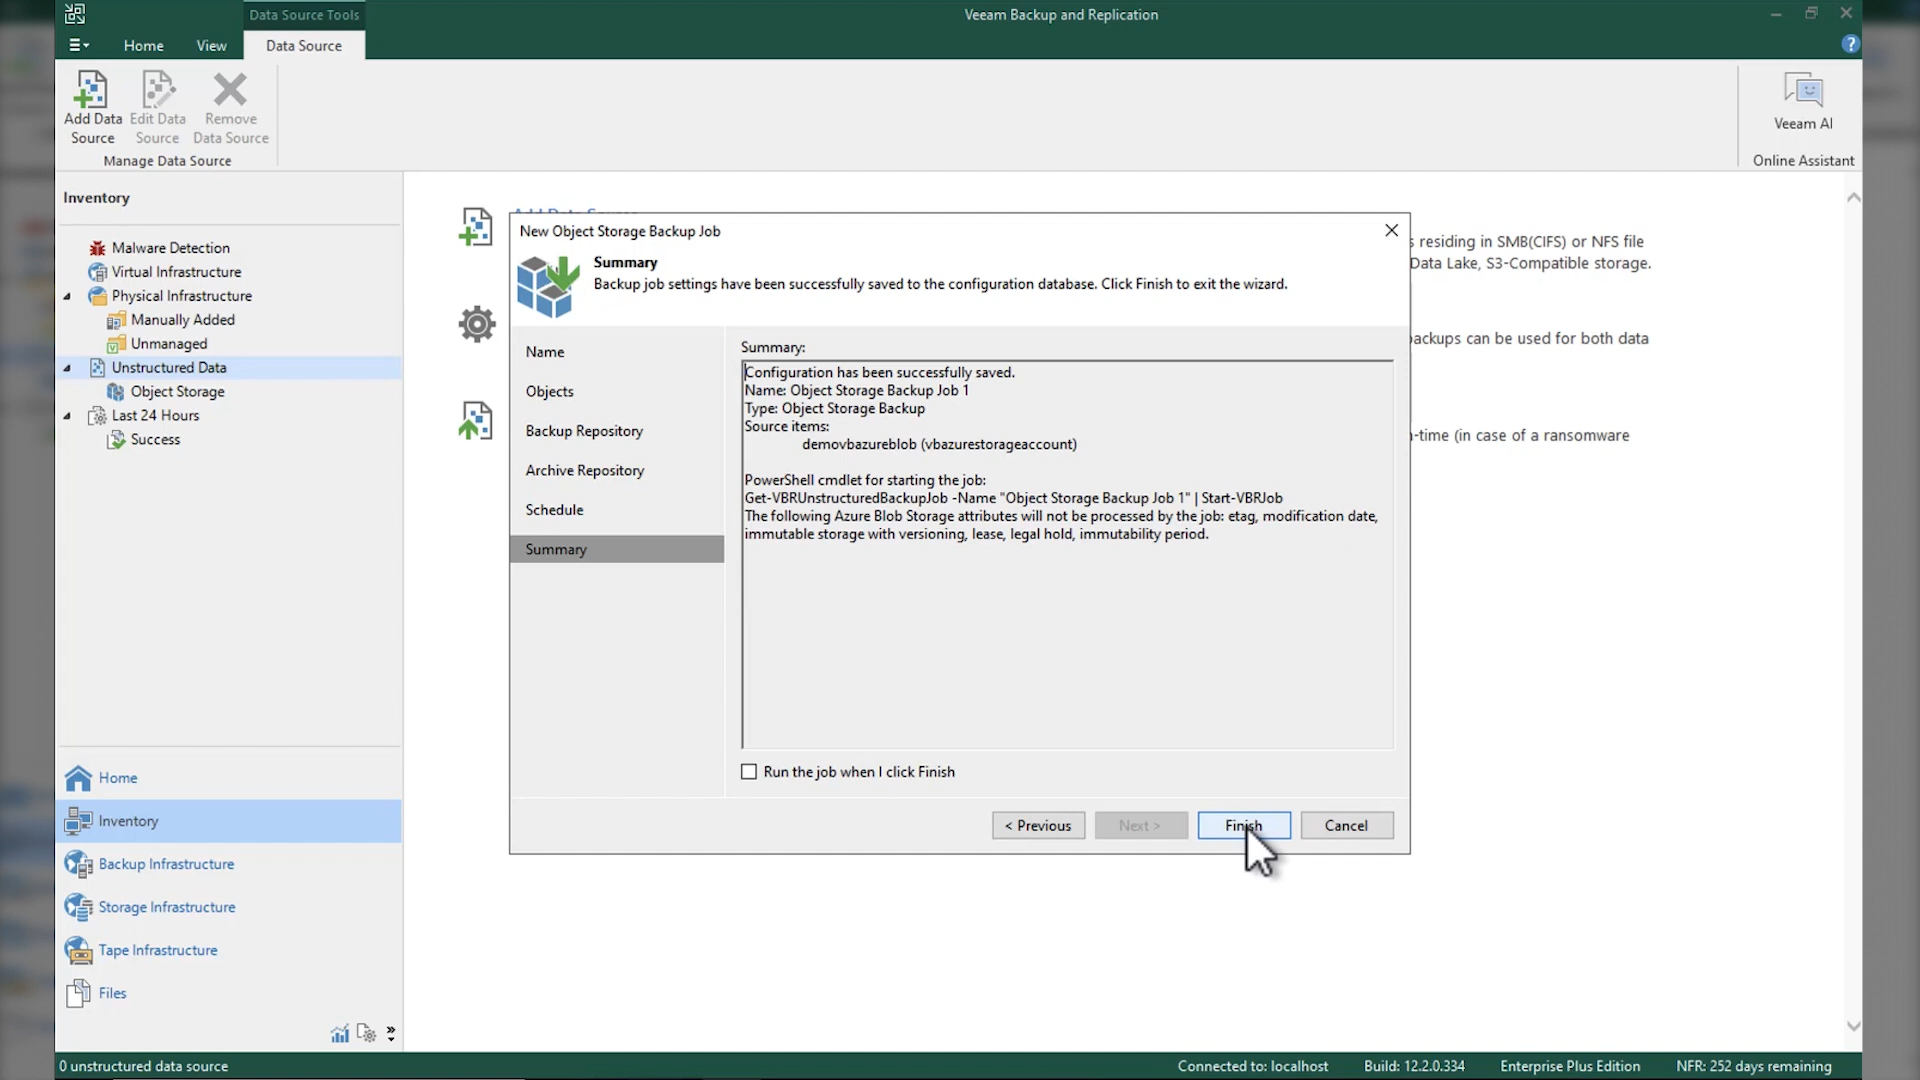 Data Source Tools
Veeam Backup and Replication
Home
View
Data Source
?
Add Data
Source
Edit Data
Source
Remove
Data Source
Manage Data Source
Veeam AI
Online Assistant
Inventory
Malware Detection
Virtual Infrastructure
Physical Infrastructure
Manually Added
Unmanaged
Unstructured Data
Object Storage
Last 24 Hours
Success
Home
Inventory
Backup Infrastructure
Storage Infrastructure
Tape Infrastructure
Files
Add Data Source
residing in SMB(CIFS) or NFS file
Data Lake, S3-Compatible storage.
backups can be used for both data
-time (in case of a ransomware
New Object Storage Backup Job
Summary
Backup job settings have been successfully saved to the configuration database. Click Finish to exit the wizard.
Name
Objects
Backup Repository
Archive Repository
Schedule
Summary
Summary:
Configuration has been successfully saved.
Name: Object Storage Backup Job 1
Type: Object Storage Backup
Source items:
demovbazureblob (vbazurestorageaccount)
PowerShell cmdlet for starting the job:
Get-VBRUnstructuredBackupJob -Name "Object Storage Backup Job 1" | Start-VBRJob
The following Azure Blob Storage attributes will not be processed by the job: etag, modification date,
immutable storage with versioning, lease, legal hold, immutability period.
Run the job when I click Finish
< Previous
Next >
Finish
Cancel
0 unstructured data source
Connected to: localhost
Build: 12.2.0.334
Enterprise Plus Edition
NFR: 252 days remaining